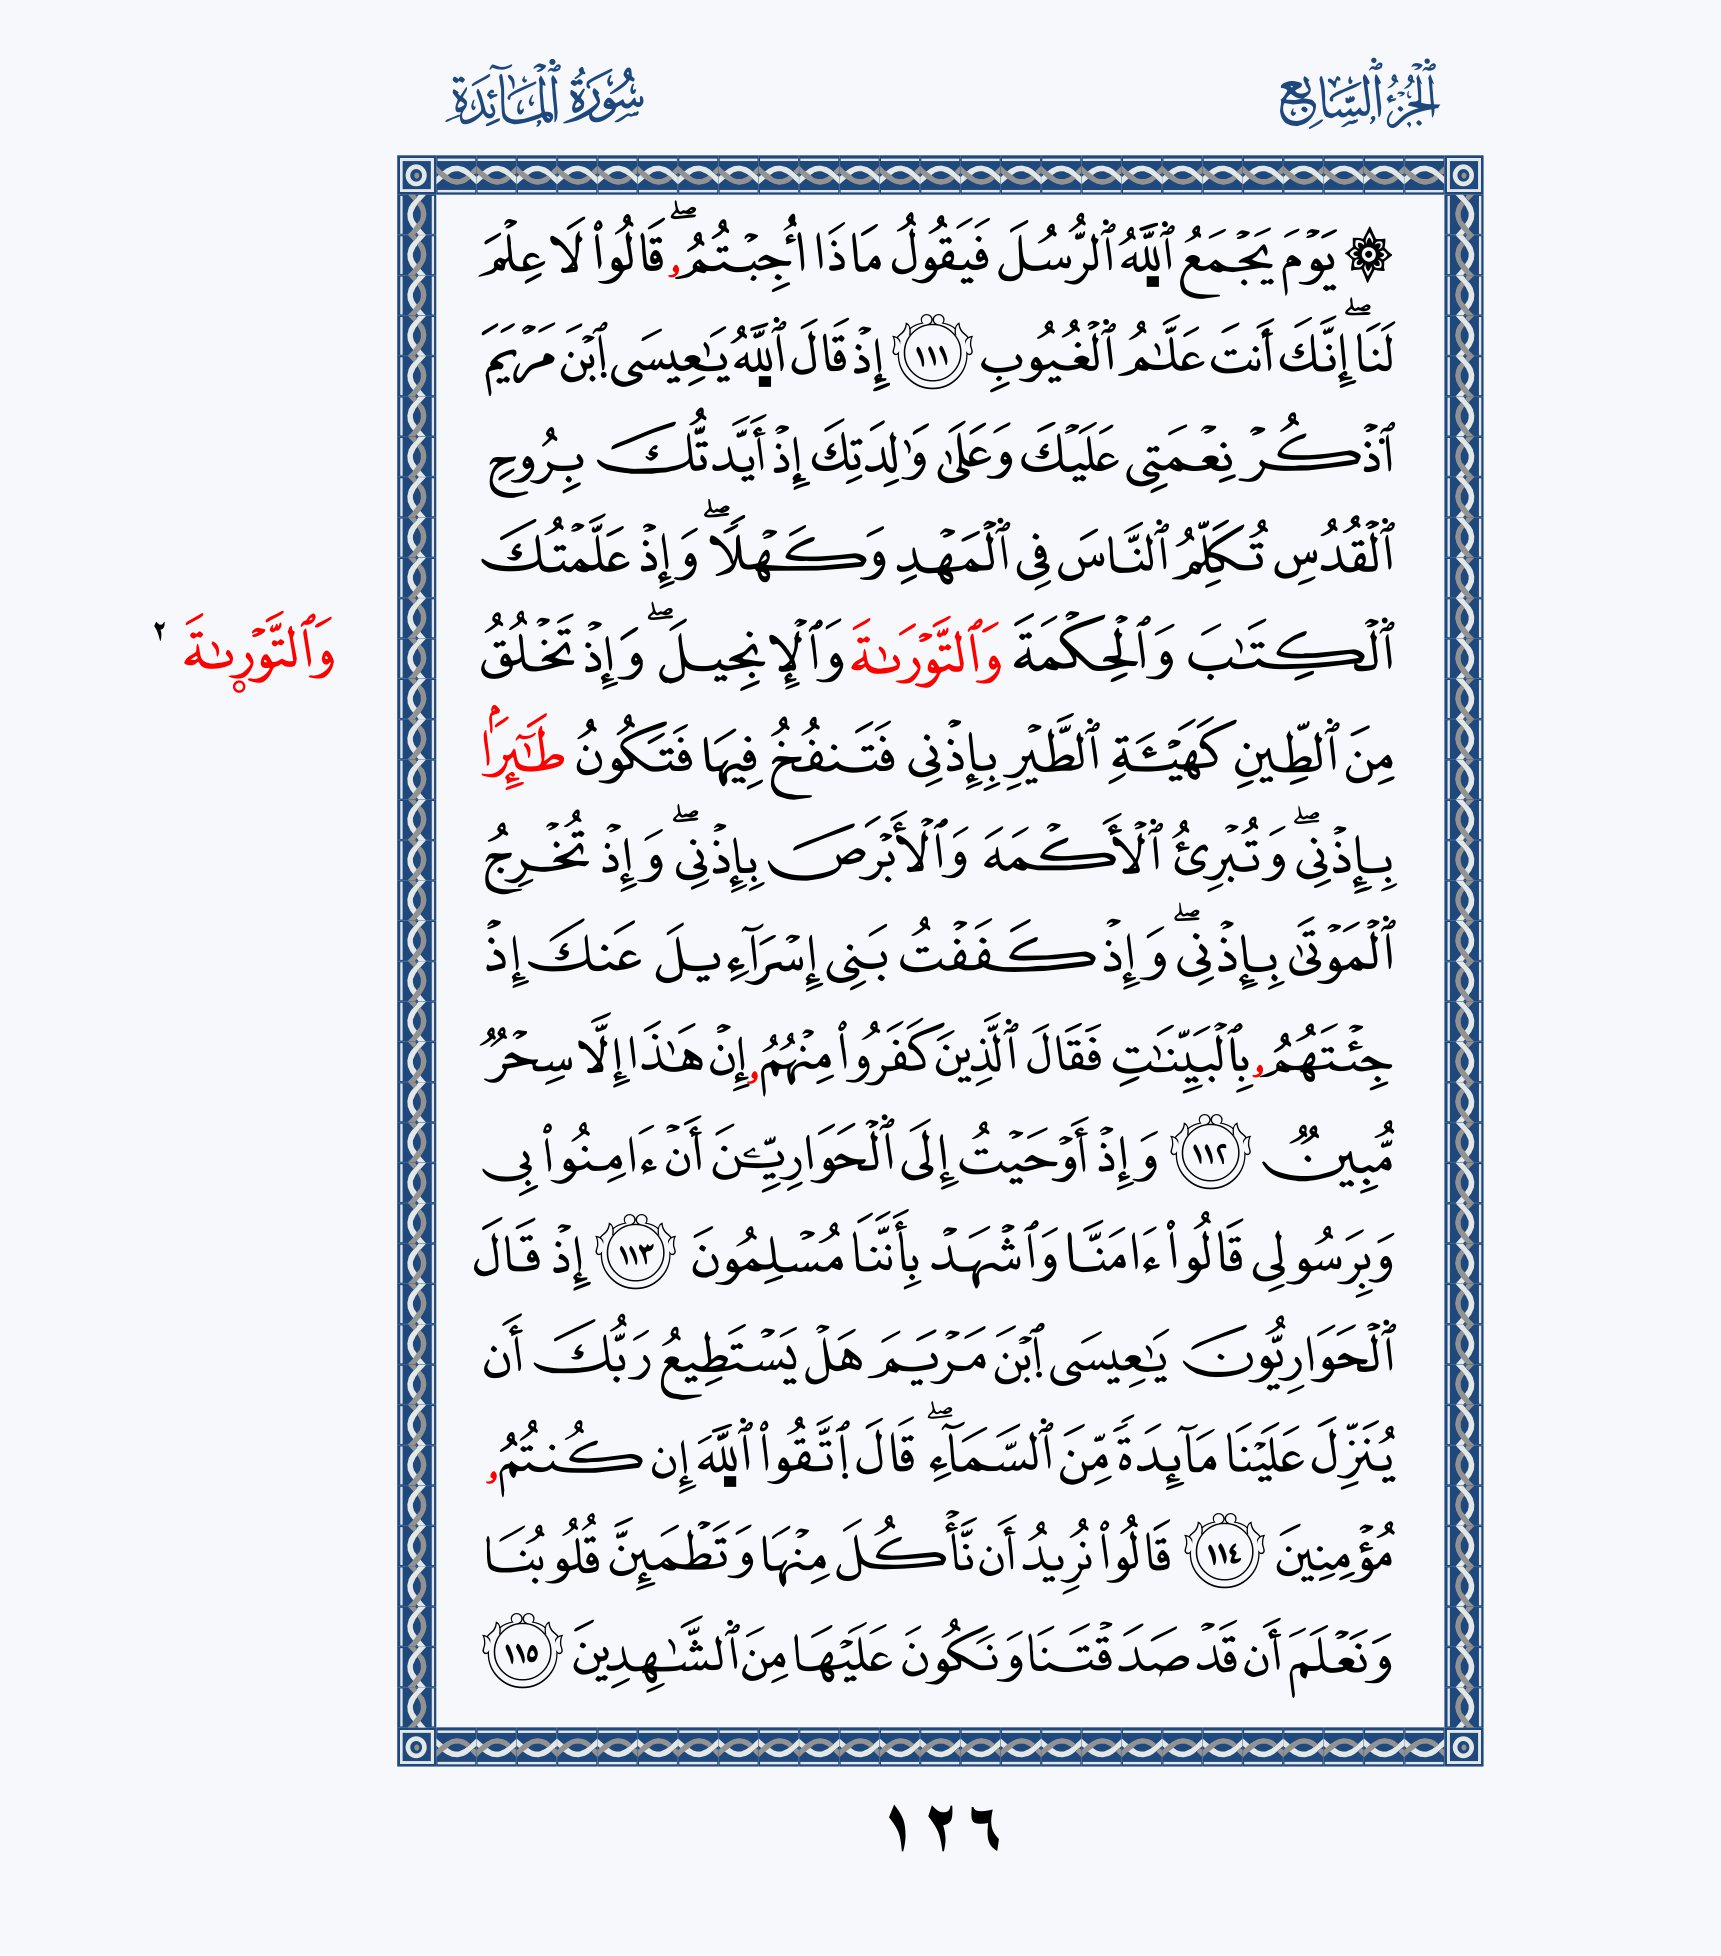 ٱلۡجُزۡءُ ٱلسَّابِعُ
سُورَةُ ٱلۡمَآئِدَةِ
۞ يَوۡمَ يَجۡمَعُ ٱللَّهُ ٱلرُّسُلَ فَيَقُولُ مَاذَا أُجِبۡتُمُۥۖ قَالُواْ لَا عِلۡمَ
لَنَاۖ إِنَّكَ أَنتَ عَلَّٰمُ ٱلۡغُيُوبِ ١١١ إِذۡ قَالَ ٱللَّهُ يَٰعِيسَى ٱبۡنَ مَرۡيَمَ
ٱذۡكُرۡ نِعۡمَتِي عَلَيۡكَ وَعَلَىٰ وَٰلِدَتِكَ إِذۡ أَيَّدتُّكَ بِرُوحِ
ٱلۡقُدُسِ تُكَلِّمُ ٱلنَّاسَ فِي ٱلۡمَهۡدِ وَكَهۡلٗاۖ وَإِذۡ عَلَّمۡتُكَ
ٱلۡكِتَٰبَ وَٱلۡحِكۡمَةَ وَٱلتَّوۡرَىٰةَ وَٱلۡإِنجِيلَۖ وَإِذۡ تَخۡلُقُ
مِنَ ٱلطِّينِ كَهَيۡـَٔةِ ٱلطَّيۡرِ بِإِذۡنِي فَتَنفُخُ فِيهَا فَتَكُونُ طَٰٓئِرَۢا
بِإِذۡنِيۖ وَتُبۡرِئُ ٱلۡأَكۡمَهَ وَٱلۡأَبۡرَصَ بِإِذۡنِيۖ وَإِذۡ تُخۡرِجُ
ٱلۡمَوۡتَىٰ بِإِذۡنِيۖ وَإِذۡ كَفَفۡتُ بَنِي إِسۡرَآءِيلَ عَنكَ إِذۡ
جِئۡتَهُمُۥ بِٱلۡبَيِّنَٰتِ فَقَالَ ٱلَّذِينَ كَفَرُواْ مِنۡهُمُۥ إِنۡ هَٰذَا إِلَّا سِحۡرٞ
مُّبِينٞ ١١٢ وَإِذۡ أَوۡحَيۡتُ إِلَى ٱلۡحَوَارِيِّـۧنَ أَنۡ ءَامِنُواْ بِي
وَبِرَسُولِي قَالُواْ ءَامَنَّا وَٱشۡهَدۡ بِأَنَّنَا مُسۡلِمُونَ ١١٣ إِذۡ قَالَ
ٱلۡحَوَارِيُّونَ يَٰعِيسَى ٱبۡنَ مَرۡيَمَ هَلۡ يَسۡتَطِيعُ رَبُّكَ أَن
يُنَزِّلَ عَلَيۡنَا مَآئِدَةٗ مِّنَ ٱلسَّمَآءِۖ قَالَ ٱتَّقُواْ ٱللَّهَ إِن كُنتُمُۥ
مُؤۡمِنِينَ ١١٤ قَالُواْ نُرِيدُ أَن نَّأۡكُلَ مِنۡهَا وَتَطۡمَئِنَّ قُلُوبُنَا
وَنَعۡلَمَ أَن قَدۡ صَدَقۡتَنَا وَنَكُونَ عَلَيۡهَا مِنَ ٱلشَّٰهِدِينَ ١١٥
وَٱلتَّوۡرىٰةَ ٢
١٢٦